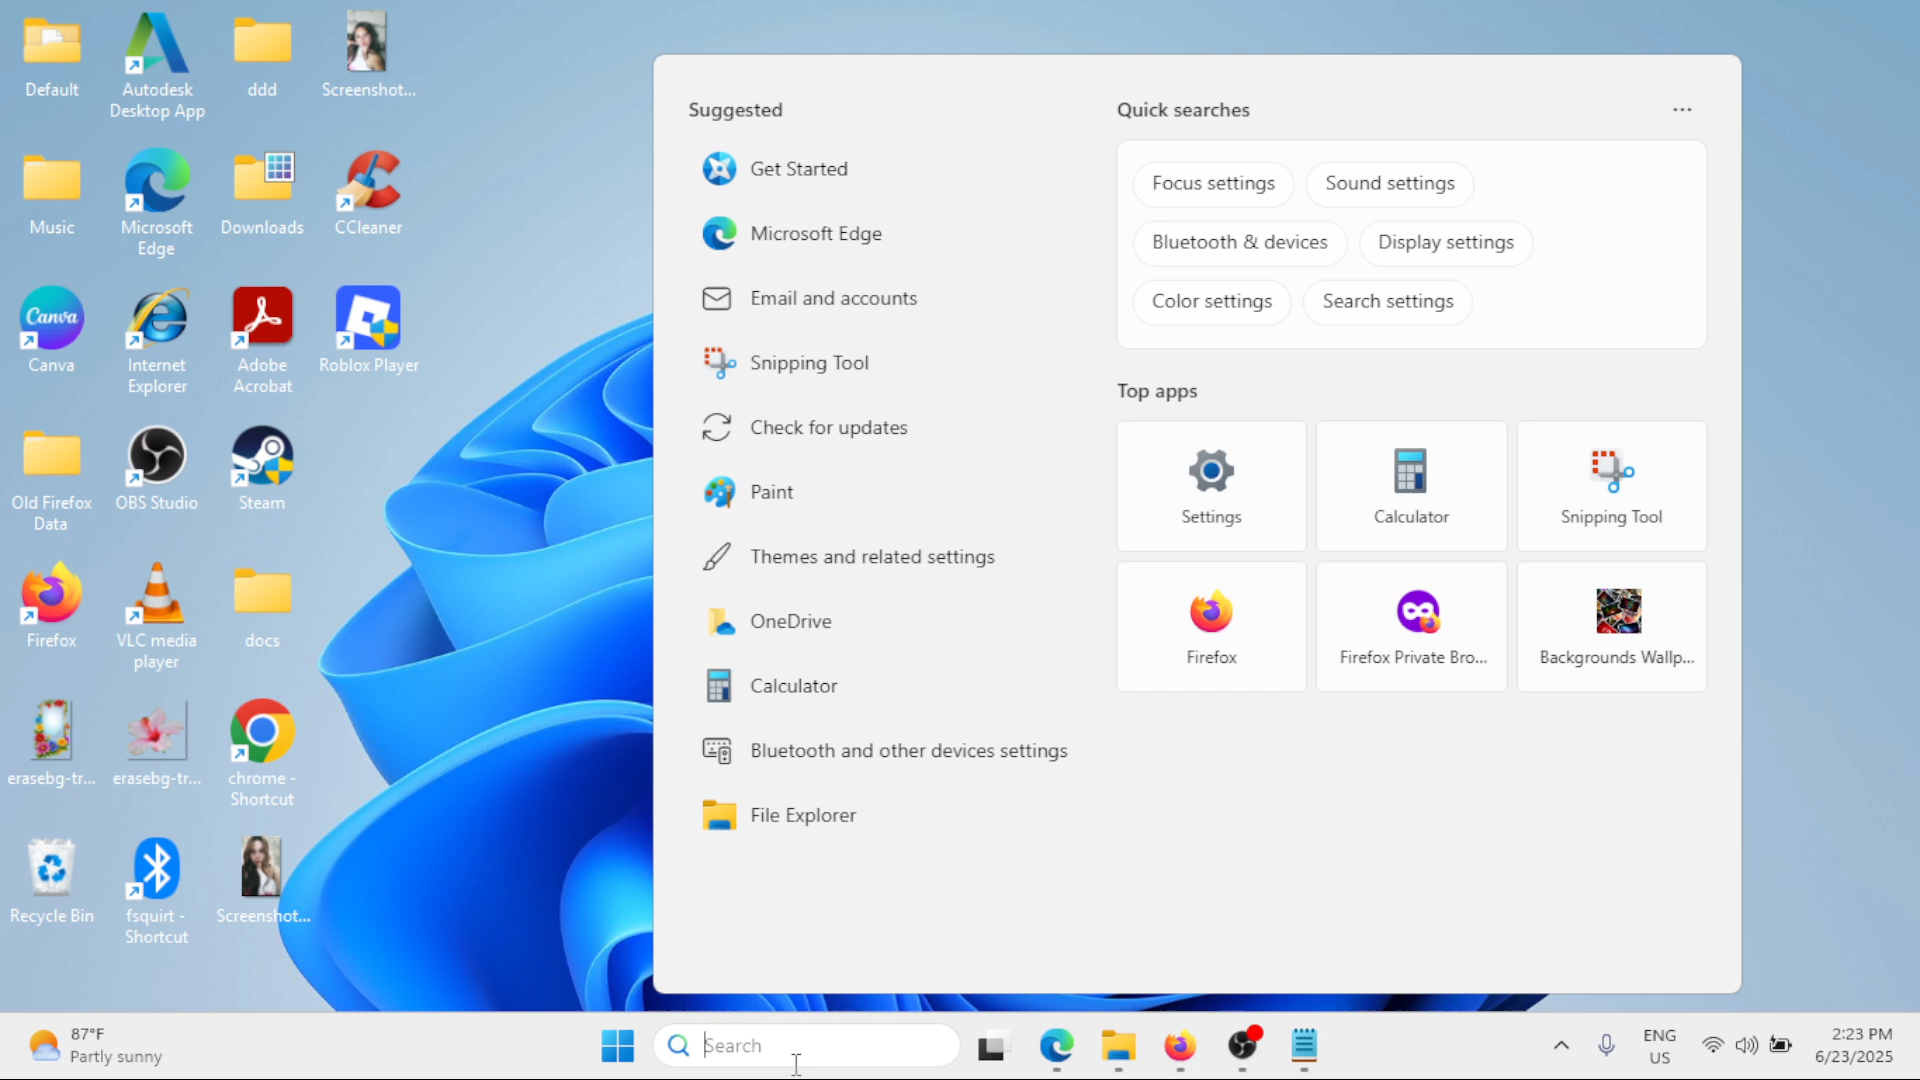 Default
Autodesk
Desktop App
ddd
Screenshot...
Music
Microsoft
Edge
Downloads
CCleaner
Canva
Canva
Internet
Explorer
Adobe
Acrobat
Roblox Player
Old Firefox
Data
OBS Studio
Steam
Firefox
VLC media
player
docs
erasebg-tr...
erasebg-tr...
chrome -
Shortcut
Recycle Bin
fsquirt -
Shortcut
Screenshot...
Suggested
Get Started
Microsoft Edge
Email and accounts
Snipping Tool
Check for updates
Paint
Themes and related settings
OneDrive
Calculator
Bluetooth and other devices settings
File Explorer
Quick searches
Focus settings
Sound settings
Bluetooth & devices
Display settings
Color settings
Search settings
Top apps
Settings
Calculator
Snipping Tool
Firefox
Firefox Private Bro...
Backgrounds Wallp...
87°F
Partly sunny
Search
ENG
US
2:23 PM
6/23/2025